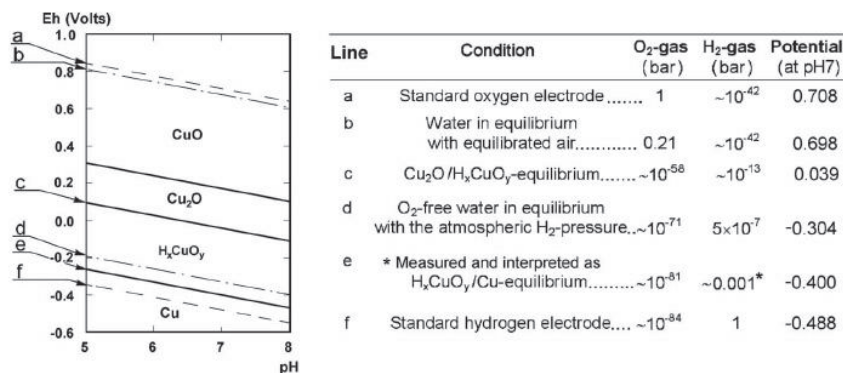 Eh (Volts)
a
b
1.0
0.8
0.6
CuO
0.4
0.2
Cu₂O
c
0.0
d
HₓCuOᵧ
-0.2
e
f
-0.4
Cu
-0.6
5 6 7 8
pH
Line Condition O₂-gas (bar) H₂-gas (bar) Potential (at pH7)
a Standard oxygen electrode....... 1 ~10⁻⁴² 0.708
b Water in equilibrium
with equilibrated air............ 0.21 ~10⁻⁴² 0.698
c Cu₂O/HₓCuOᵧ-equilibrium....... ~10⁻⁵⁸ ~10⁻¹³ 0.039
d O₂-free water in equilibrium
with the atmospheric H₂-pressure.. ~10⁻⁷¹ 5×10⁻⁷ -0.304
e * Measured and interpreted as
HₓCuOᵧ/Cu-equilibrium......... ~10⁻⁸¹ ~0.001* -0.400
f Standard hydrogen electrode.... ~10⁻⁸⁴ 1 -0.488